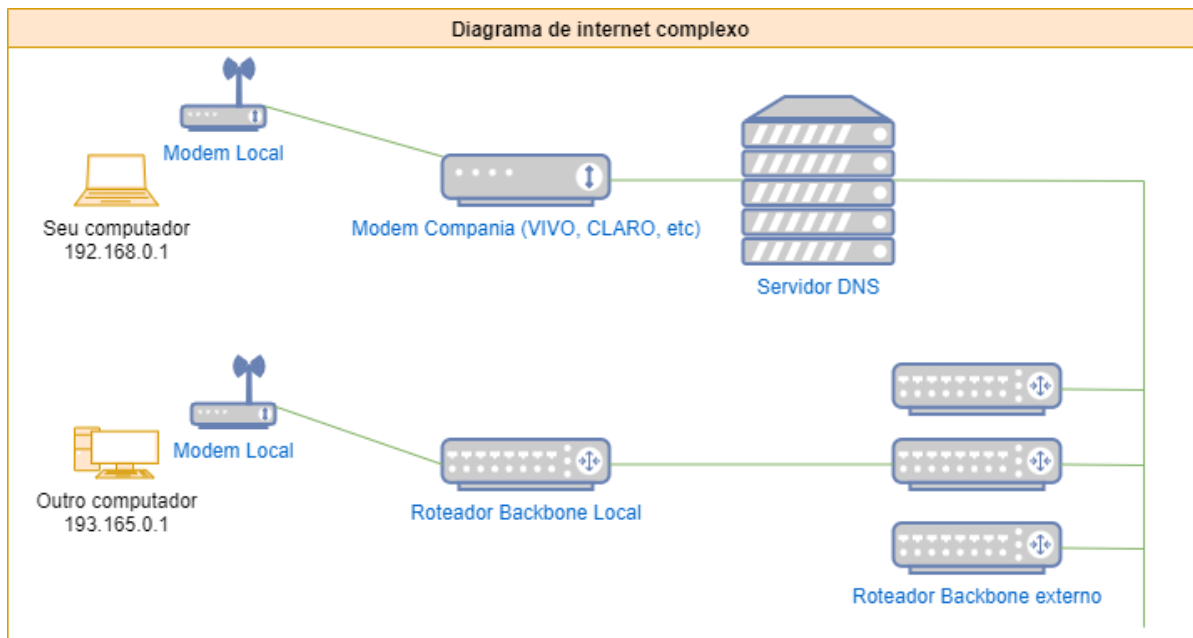 Diagrama de internet complexo
Modem Local
Seu computador
192.168.0.1
Modem Compania (VIVO, CLARO, etc)
Servidor DNS
Modem Local
Outro computador
193.165.0.1
Roteador Backbone Local
Roteador Backbone externo